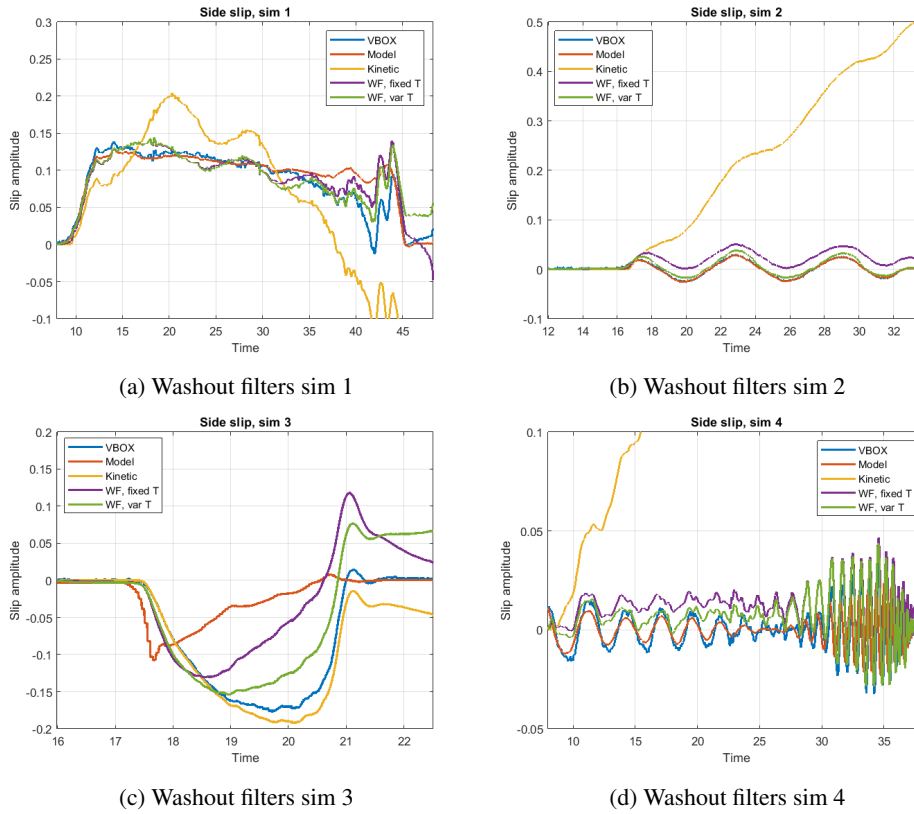 Side slip, sim 1
Slip amplitude
0.3
0.25
0.2
0.15
0.1
0.05
0
-0.05
-0.1
VBOX
Model
Kinetic
WF, fixed T
WF, var T
10 15 20 25 30 35 40 45
Time
(a) Washout filters sim 1
Side slip, sim 2
Slip amplitude
0.5
0.4
0.3
0.2
0.1
0
-0.1
VBOX
Model
Kinetic
WF, fixed T
WF, var T
12 14 16 18 20 22 24 26 28 30 32
Time
(b) Washout filters sim 2
Side slip, sim 3
Slip amplitude
0.2
0.15
0.1
0.05
0
-0.05
-0.1
-0.15
-0.2
VBOX
Model
Kinetic
WF, fixed T
WF, var T
16 17 18 19 20 21 22
Time
(c) Washout filters sim 3
Side slip, sim 4
Slip amplitude
0.1
0.05
0
-0.05
VBOX
Model
Kinetic
WF, fixed T
WF, var T
10 15 20 25 30 35
Time
(d) Washout filters sim 4